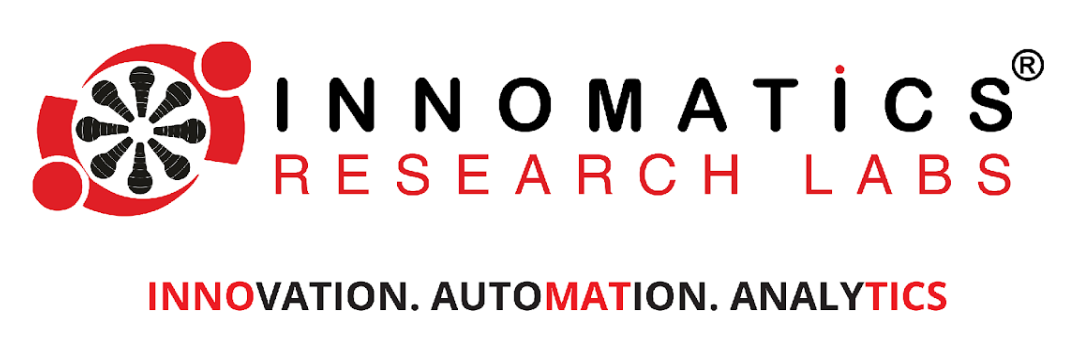 INNOMATiCS®
RESEARCH LABS
INNOVATION. AUTOMATION. ANALYTICS